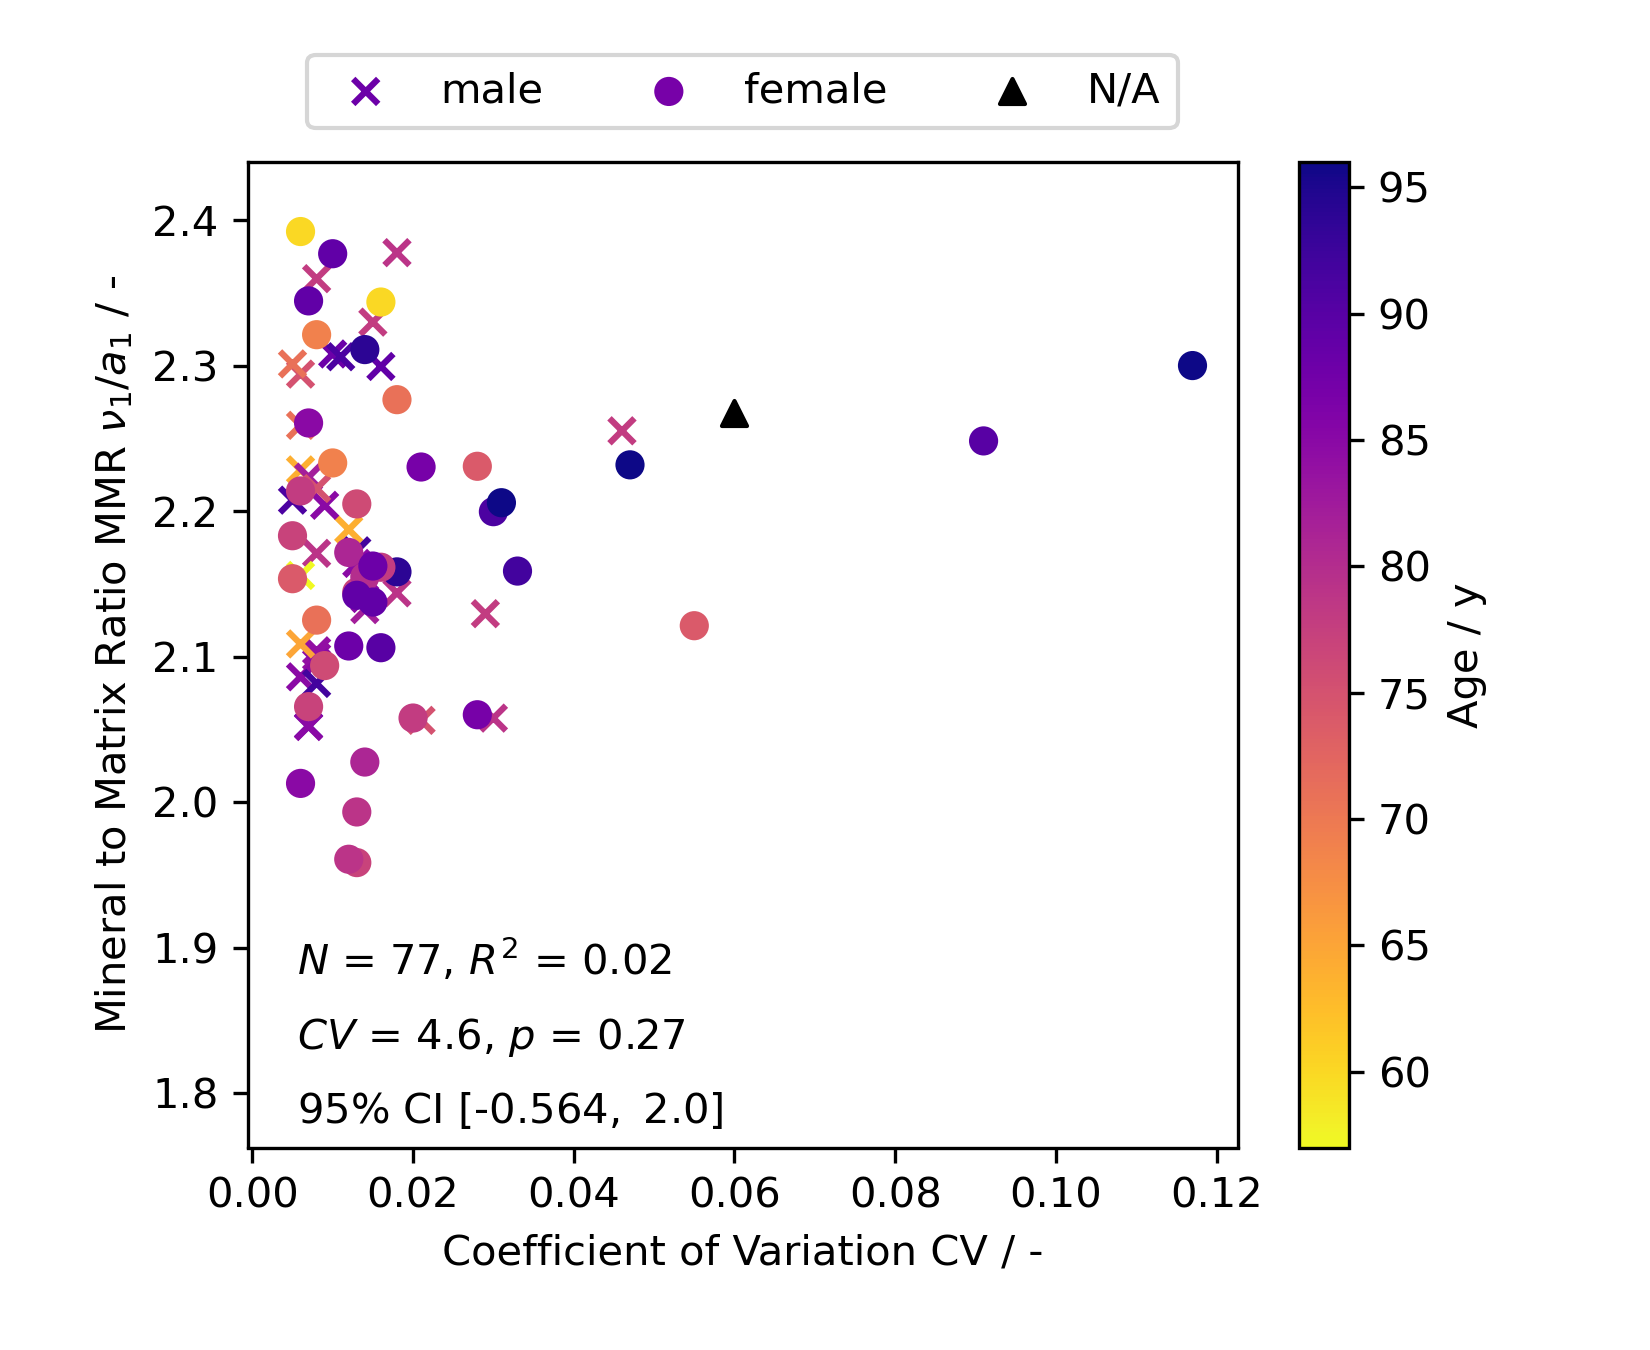 male female N/A
2.4
2.3
2.2
2.1
2.0
1.9
1.8
Mineral to Matrix Ratio MMR ν₁/a₁ / -
N = 77, R² = 0.02
CV = 4.6, p = 0.27
95% CI [-0.564, 2.0]
0.00 0.02 0.04 0.06 0.08 0.10 0.12
Coefficient of Variation CV / -
95
90
85
80
75
70
65
60
Age / y